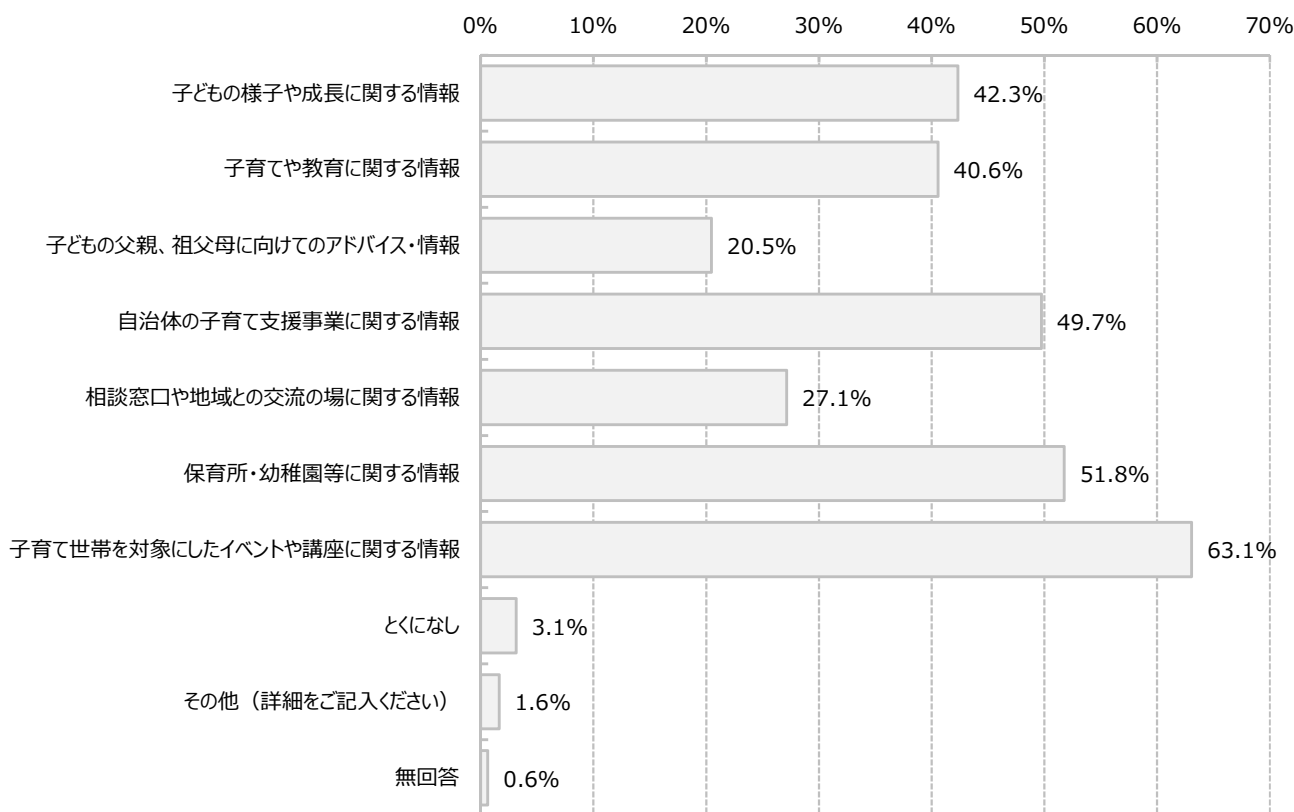 0% 10% 20% 30% 40% 50% 60% 70%
子どもの様子や成長に関する情報 42.3%
子育てや教育に関する情報 40.6%
子どもの父親、祖父母に向けてのアドバイス・情報 20.5%
自治体の子育て支援事業に関する情報 49.7%
相談窓口や地域との交流の場に関する情報 27.1%
保育所・幼稚園等に関する情報 51.8%
子育て世帯を対象にしたイベントや講座に関する情報 63.1%
とくになし 3.1%
その他（詳細をご記入ください） 1.6%
無回答 0.6%